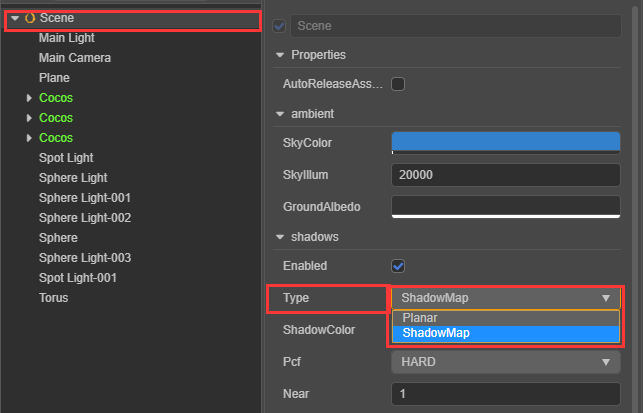 Scene
Main Light
Main Camera
Plane
Cocos
Cocos
Cocos
Spot Light
Sphere Light
Sphere Light-001
Sphere Light-002
Sphere
Sphere Light-003
Spot Light-001
Torus
Scene
Properties
AutoReleaseAss...
ambient
SkyColor
SkyIllum 20000
GroundAlbedo
shadows
Enabled
Type ShadowMap
Planar
ShadowColor ShadowMap
Pcf HARD
Near 1